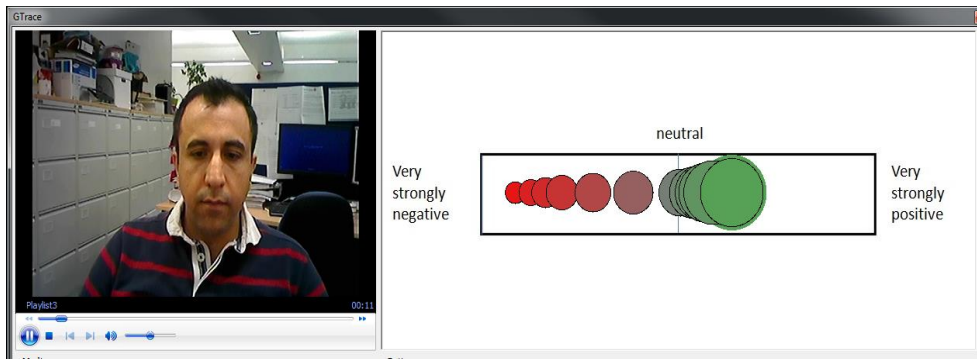 GTrace
neutral
Very
strongly
negative
Very
strongly
positive
Playlist3
00:11